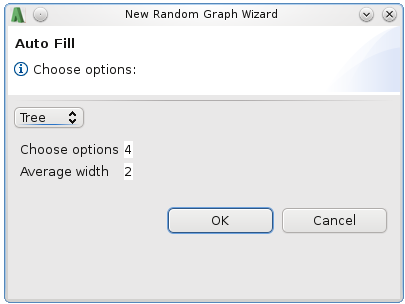 New Random Graph Wizard
Auto Fill
Choose options:
Tree
Choose options 4
Average width 2
OK Cancel